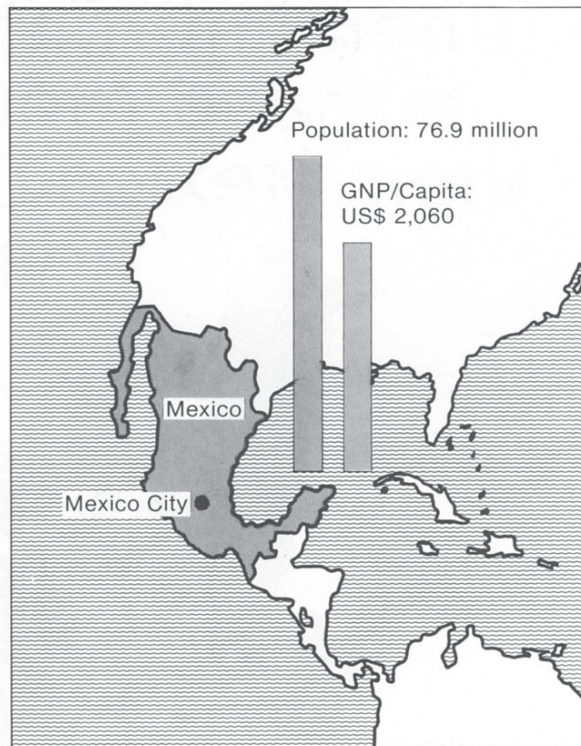 Population: 76.9 million
GNP/Capita:
US$ 2,060
Mexico
Mexico City